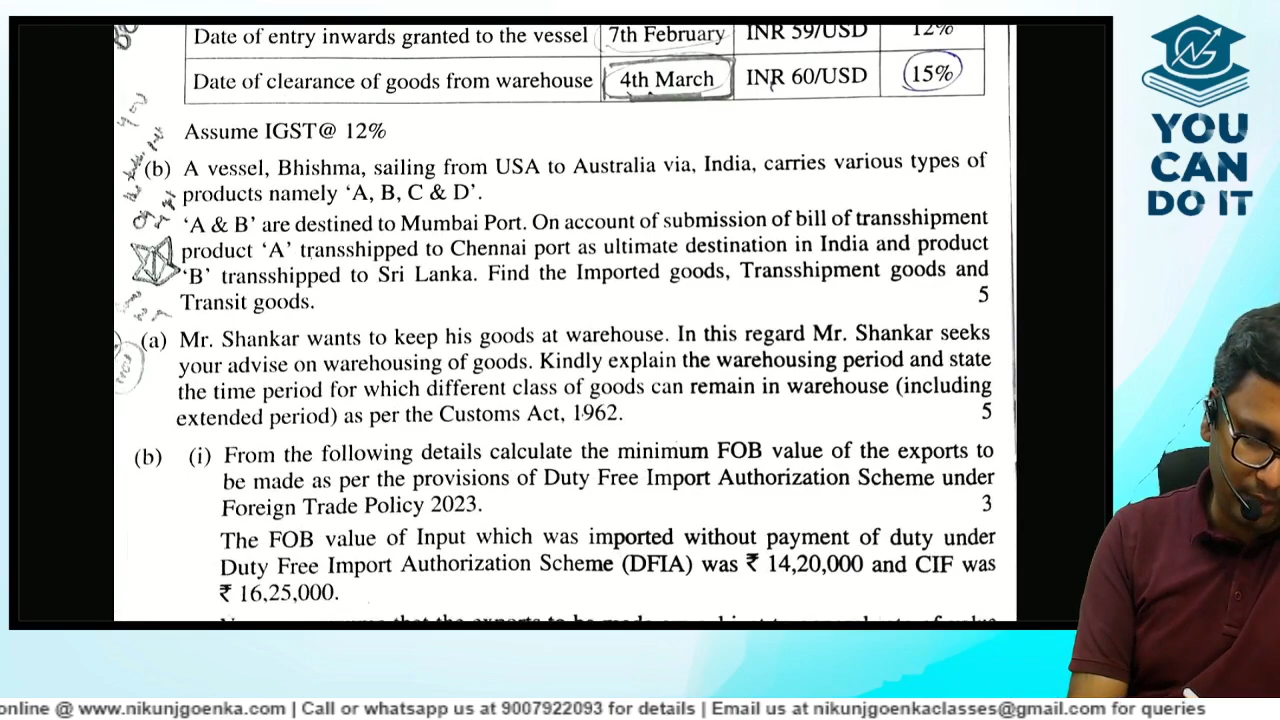 Date of entry inwards granted to the vessel 7th February INR 59/USD 12%
Date of clearance of goods from warehouse 4th March INR 60/USD 15%
Assume IGST@ 12%
(b) A vessel, Bhishma, sailing from USA to Australia via, India, carries various types of
products namely ‘A, B, C & D’.
‘A & B’ are destined to Mumbai Port. On account of submission of bill of transshipment
product ‘A’ transshipped to Chennai port as ultimate destination in India and product
‘B’ transshipped to Sri Lanka. Find the Imported goods, Transshipment goods and
Transit goods. 5
(a) Mr. Shankar wants to keep his goods at warehouse. In this regard Mr. Shankar seeks
your advise on warehousing of goods. Kindly explain the warehousing period and state
the time period for which different class of goods can remain in warehouse (including
extended period) as per the Customs Act, 1962. 5
(b) (i) From the following details calculate the minimum FOB value of the exports to
be made as per the provisions of Duty Free Import Authorization Scheme under
Foreign Trade Policy 2023. 3
The FOB value of Input which was imported without payment of duty under
Duty Free Import Authorization Scheme (DFIA) was ₹ 14,20,000 and CIF was
₹ 16,25,000.
NG
YOU
CAN
DO IT
online @ www.nikunjgoenka.com | Call or whatsapp us at 9007922093 for details | Email us at nikunjgoenkaclasses@gmail.com for queries